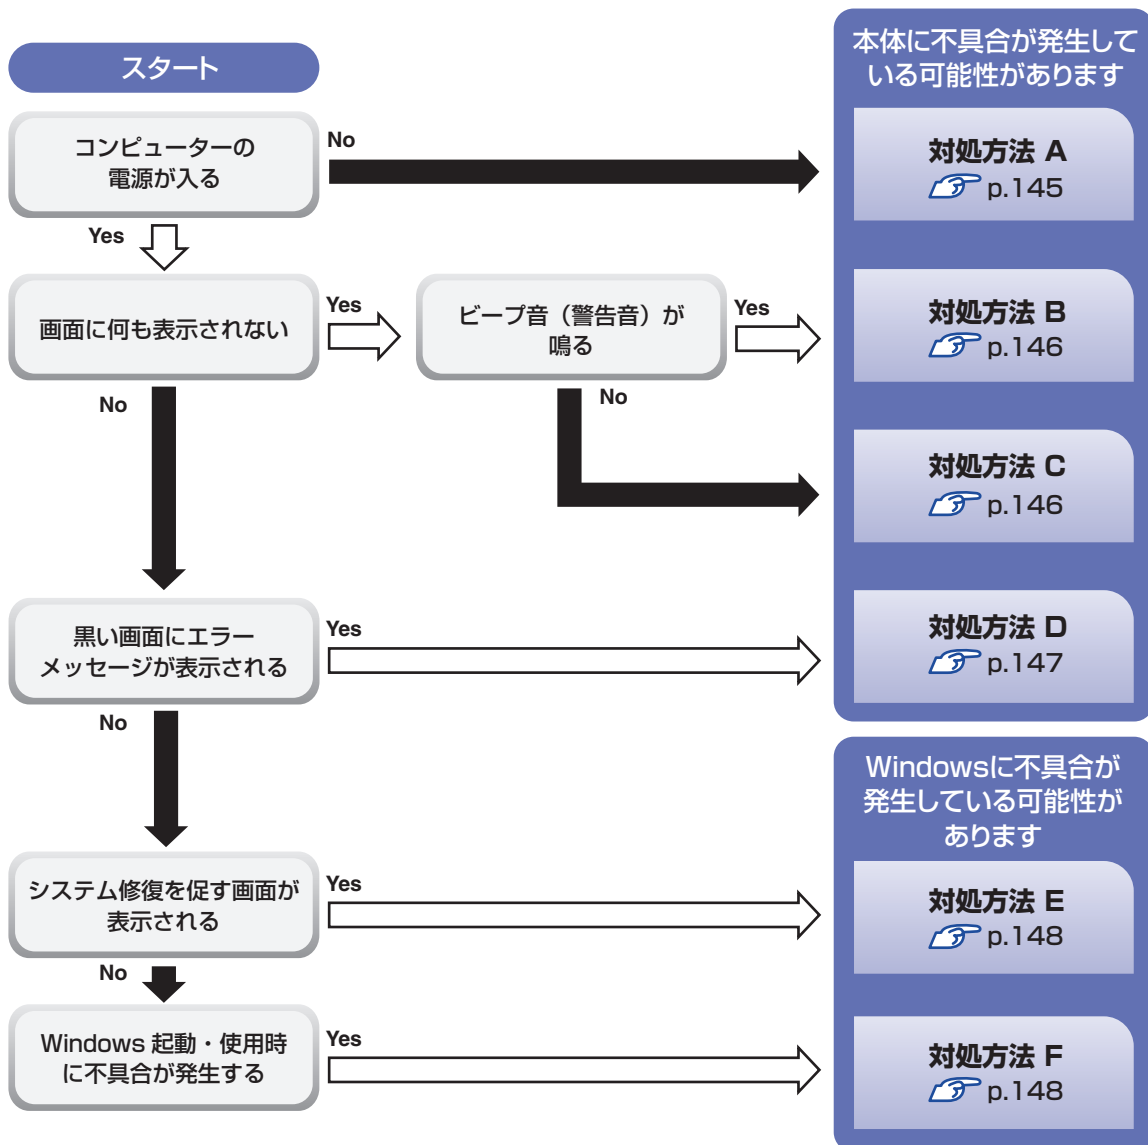 スタート
コンピューターの
電源が入る
No
Yes
画面に何も表示されない
Yes
ビープ音（警告音）が
鳴る
Yes
No
No
黒い画面にエラー
メッセージが表示される
Yes
No
システム修復を促す画面が
表示される
Yes
No
Windows 起動・使用時
に不具合が発生する
Yes
本体に不具合が発生して
いる可能性があります
対処方法 A
p.145
対処方法 B
p.146
対処方法 C
p.146
対処方法 D
p.147
Windowsに不具合が
発生している可能性が
あります
対処方法 E
p.148
対処方法 F
p.148